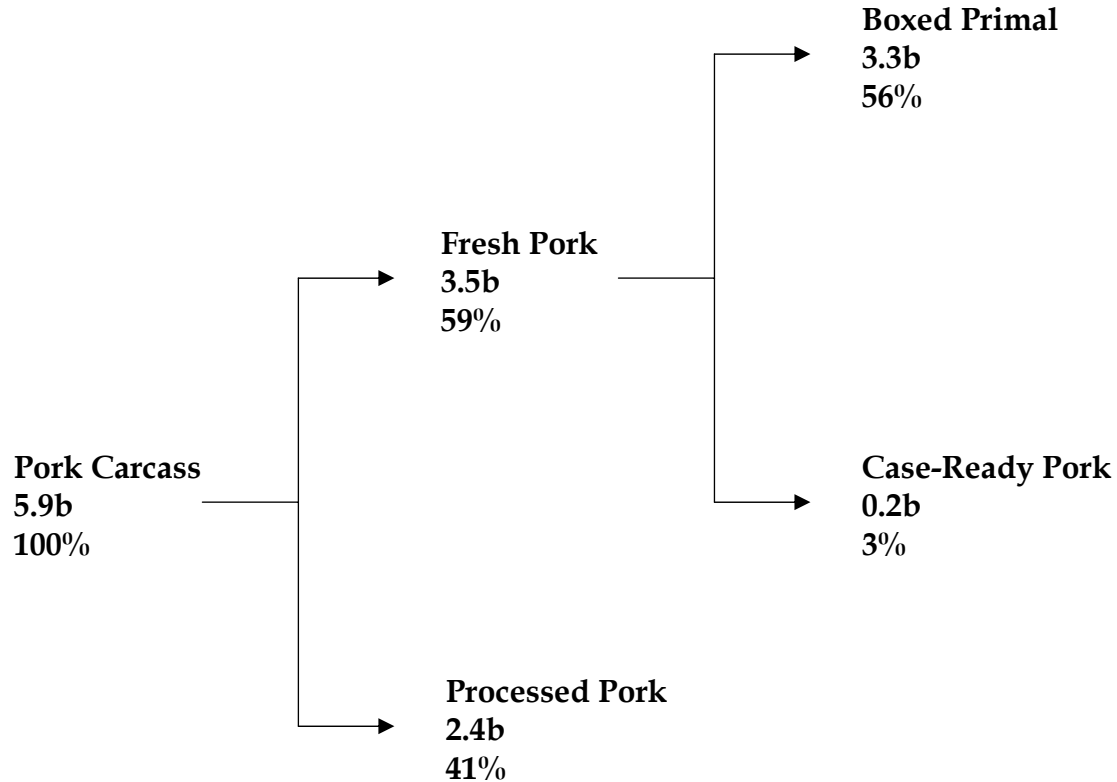 Boxed Primal
3.3b
56%
Fresh Pork
3.5b
59%
Pork Carcass
5.9b
100%
Case-Ready Pork
0.2b
3%
Processed Pork
2.4b
41%